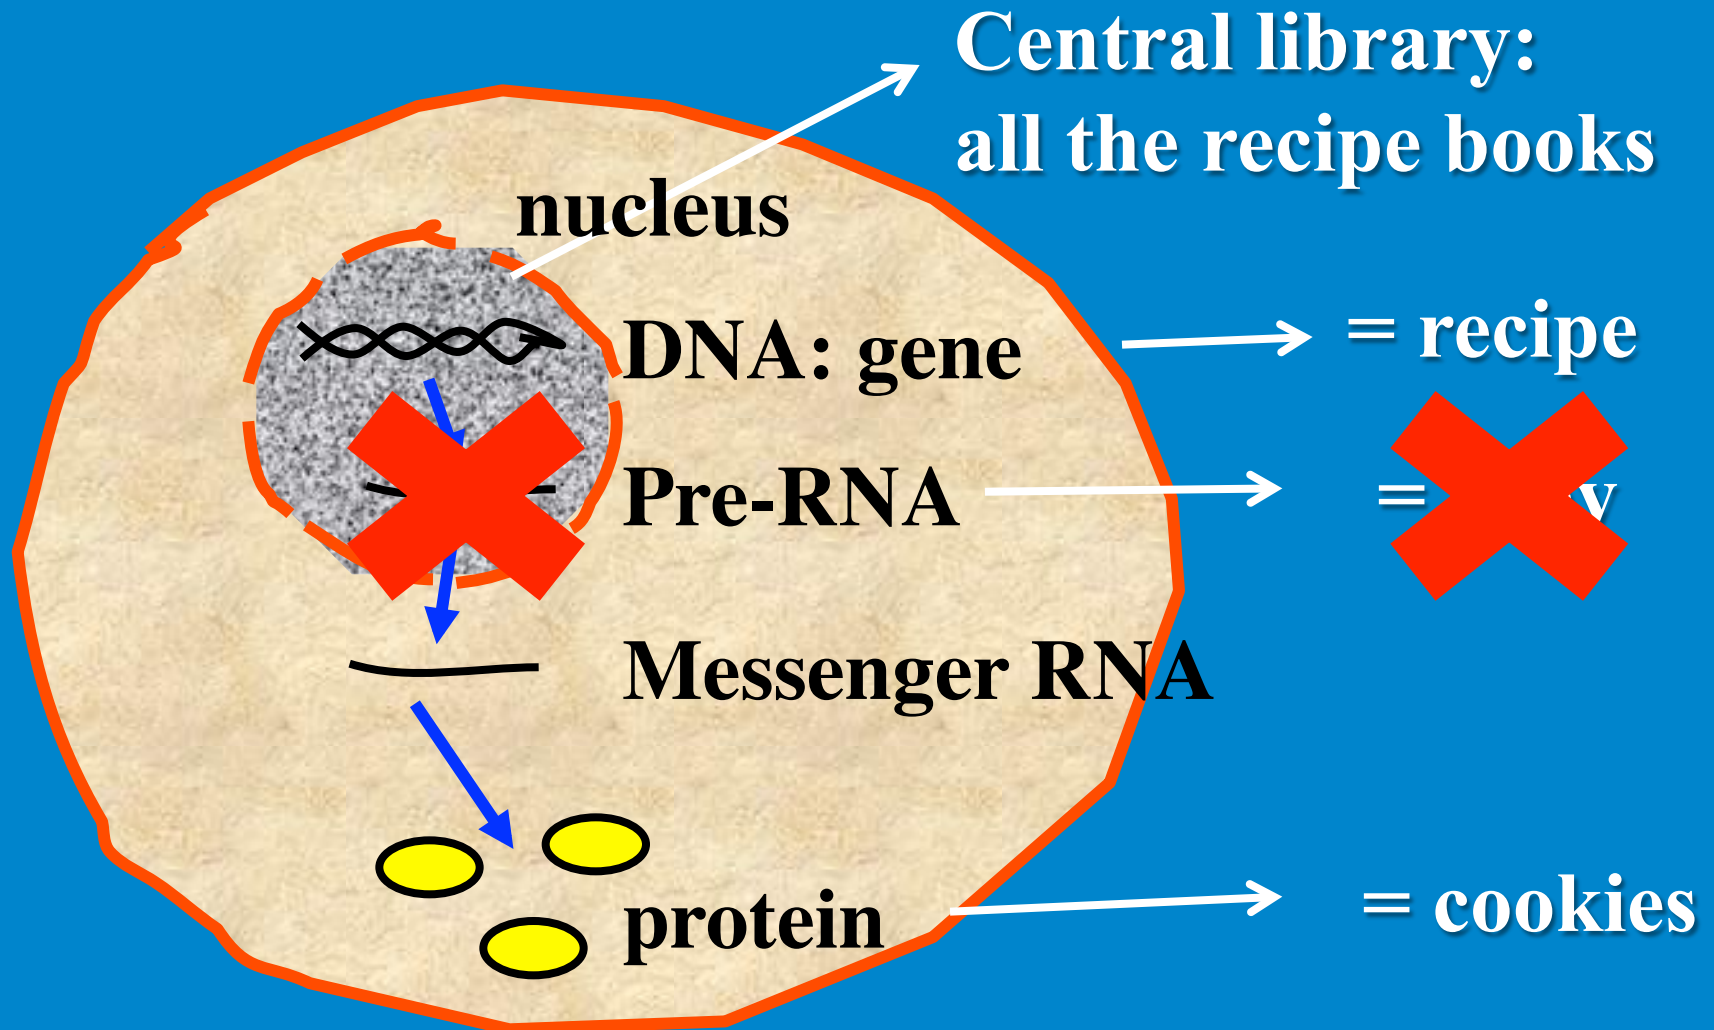 Central library:
all the recipe books
nucleus
DNA: gene
= recipe
Pre-RNA
=
Messenger RNA
protein
= cookies